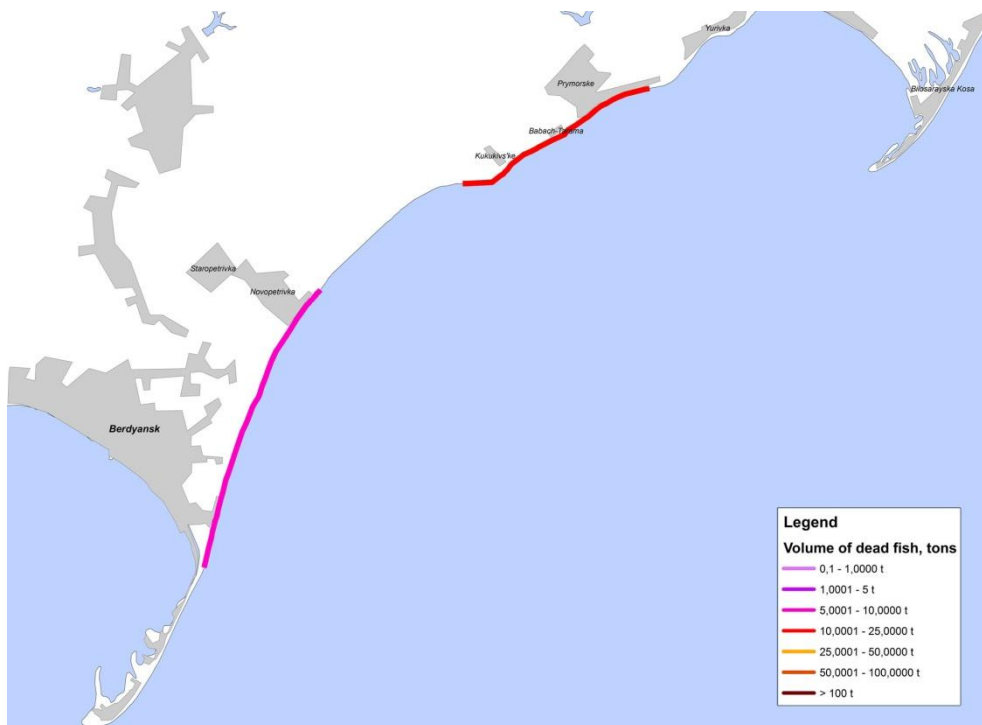 Yurivka
Prymorske
Bilosarayska Kosa
Babach-Takrna
Kukukivs'ke
Staropetrivka
Novopetrivka
Berdyansk
Legend
Volume of dead fish, tons
0,1 - 1,0000 t
1,0001 - 5 t
5,0001 - 10,0000 t
10,0001 - 25,0000 t
25,0001 - 50,0000 t
50,0001 - 100,0000 t
> 100 t